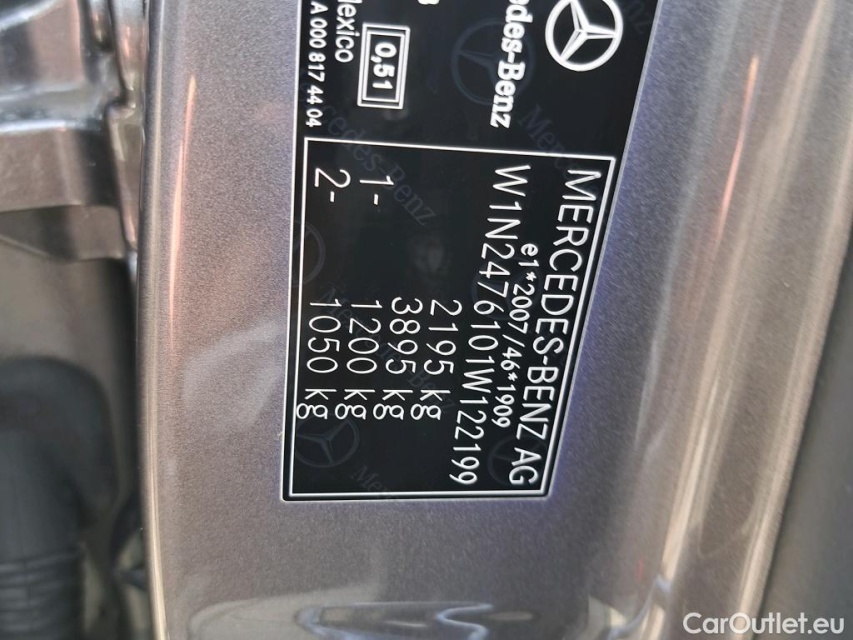 Mercedes-Benz
Mexico
0,51
A 000 817 44 04
MERCEDES-BENZ AG
e1*2007/46*1909
W1N2476101W122199
2195 kg
3895 kg
1- 1200 kg
2- 1050 kg
CarOutlet.eu